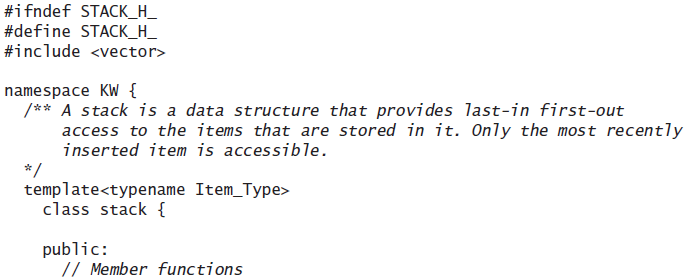 #ifndef STACK_H_
#define STACK_H_
#include <vector>
namespace KW {
/** A stack is a data structure that provides last-in first-out
access to the items that are stored in it. Only the most recently
inserted item is accessible.
*/
template<typename Item_Type>
class stack {
public:
// Member functions